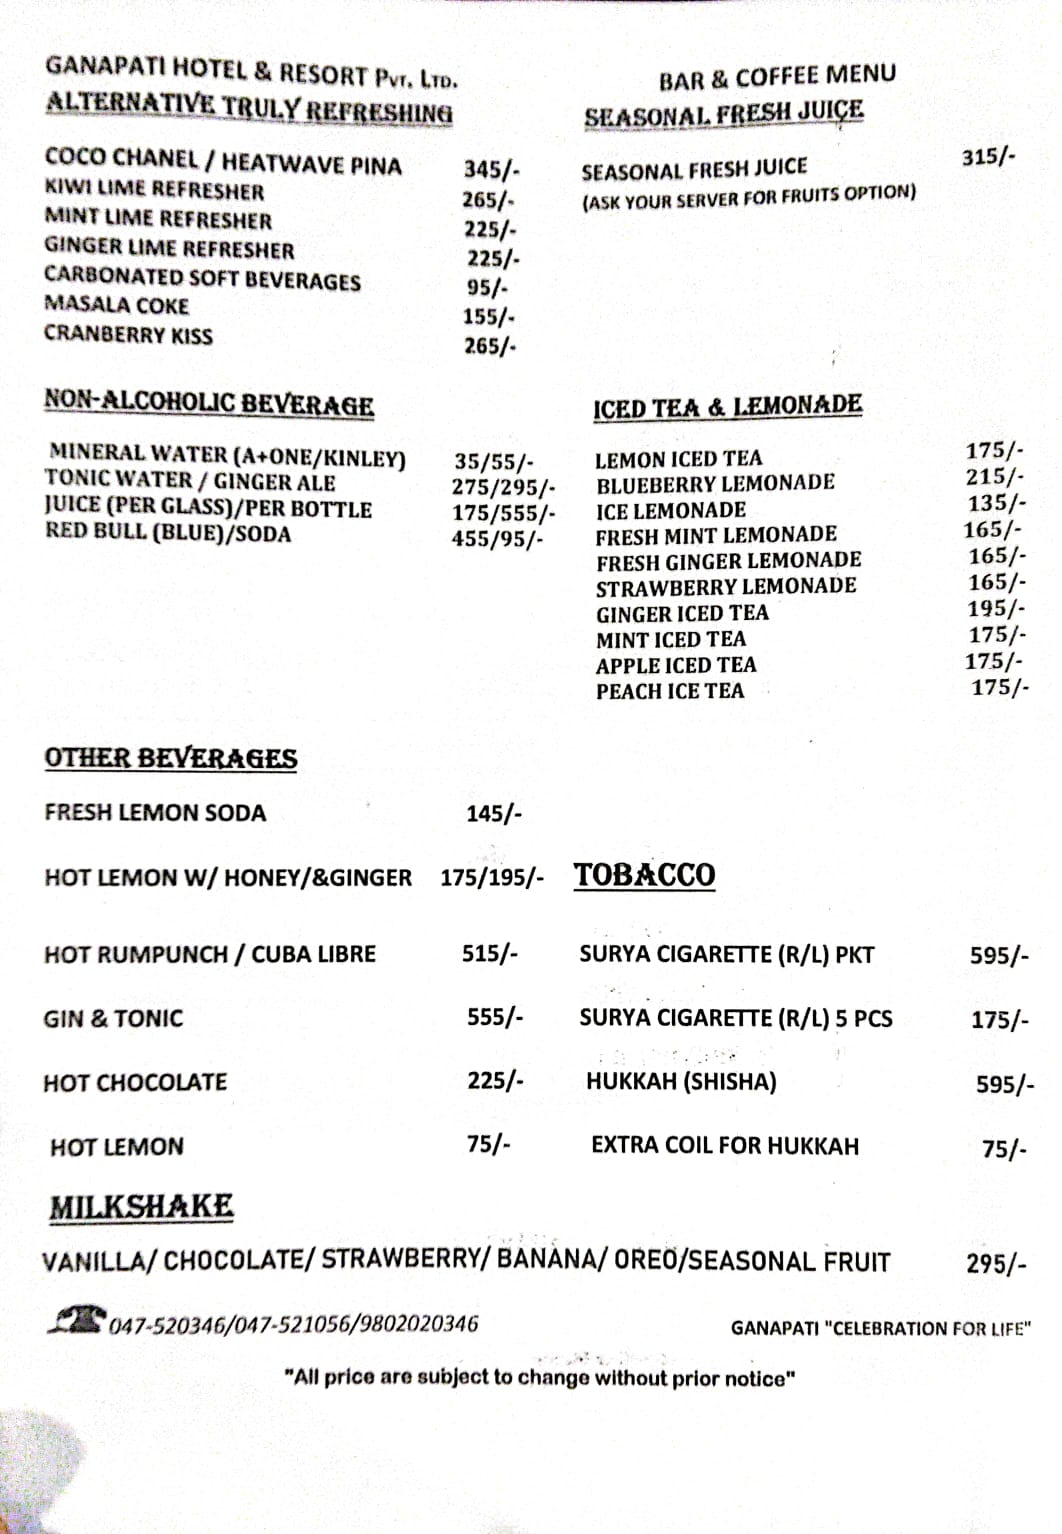 GANAPATI HOTEL & RESORT PVT. LTD.
BAR & COFFEE MENU
ALTERNATIVE TRULY REFRESHING
COCO CHANEL / HEATWAVE PINA 345/-
KIWI LIME REFRESHER 265/-
MINT LIME REFRESHER 225/-
GINGER LIME REFRESHER 225/-
CARBONATED SOFT BEVERAGES 95/-
MASALA COKE 155/-
CRANBERRY KISS 265/-
SEASONAL FRESH JUICE
SEASONAL FRESH JUICE 315/-
(ASK YOUR SERVER FOR FRUITS OPTION)
NON-ALCOHOLIC BEVERAGE
MINERAL WATER (A+ONE/KINLEY) 35/55/-
TONIC WATER / GINGER ALE 275/295/-
JUICE (PER GLASS)/PER BOTTLE 175/555/-
RED BULL (BLUE)/SODA 455/95/-
ICED TEA & LEMONADE
LEMON ICED TEA 175/-
BLUEBERRY LEMONADE 215/-
ICE LEMONADE 135/-
FRESH MINT LEMONADE 165/-
FRESH GINGER LEMONADE 165/-
STRAWBERRY LEMONADE 165/-
GINGER ICED TEA 195/-
MINT ICED TEA 175/-
APPLE ICED TEA 175/-
PEACH ICE TEA 175/-
OTHER BEVERAGES
FRESH LEMON SODA 145/-
HOT LEMON W/ HONEY/&GINGER 175/195/-
HOT RUMPUNCH / CUBA LIBRE 515/-
GIN & TONIC 555/-
HOT CHOCOLATE 225/-
HOT LEMON 75/-
TOBACCO
SURYA CIGARETTE (R/L) PKT 595/-
SURYA CIGARETTE (R/L) 5 PCS 175/-
HUKKAH (SHISHA) 595/-
EXTRA COIL FOR HUKKAH 75/-
MILKSHAKE
VANILLA/ CHOCOLATE/ STRAWBERRY/ BANANA/ OREO/SEASONAL FRUIT 295/-
047-520346/047-521056/9802020346
GANAPATI "CELEBRATION FOR LIFE"
"All price are subject to change without prior notice"